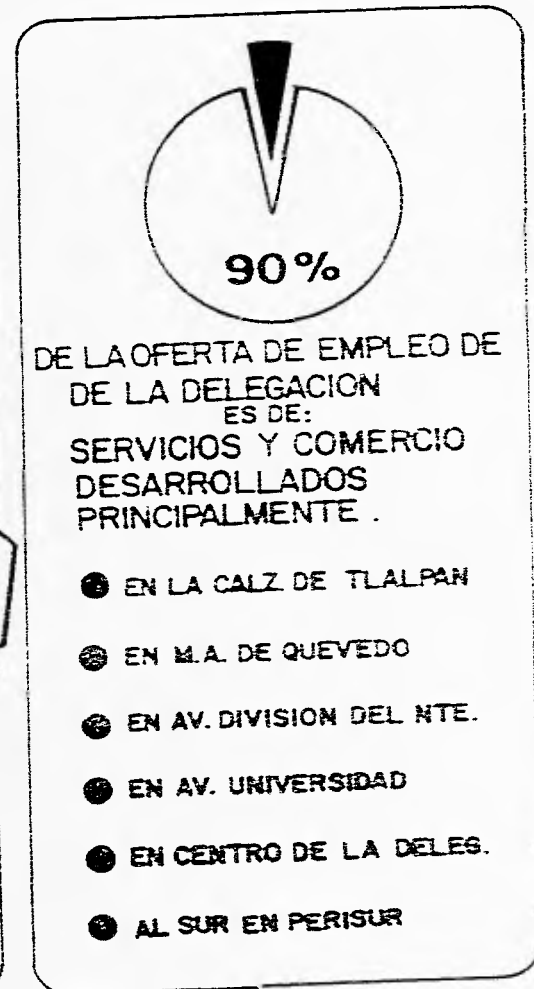 90%
DE LA OFERTA DE EMPLEO DE
DE LA DELEGACION
ES DE:
SERVICIOS Y COMERCIO
DESARROLLADOS
PRINCIPALMENTE .
EN LA CALZ. DE TLALPAN
EN M.A. DE QUEVEDO
EN AV. DIVISION DEL NTE.
EN AV. UNIVERSIDAD
EN CENTRO DE LA DELEG.
AL SUR EN PERISUR